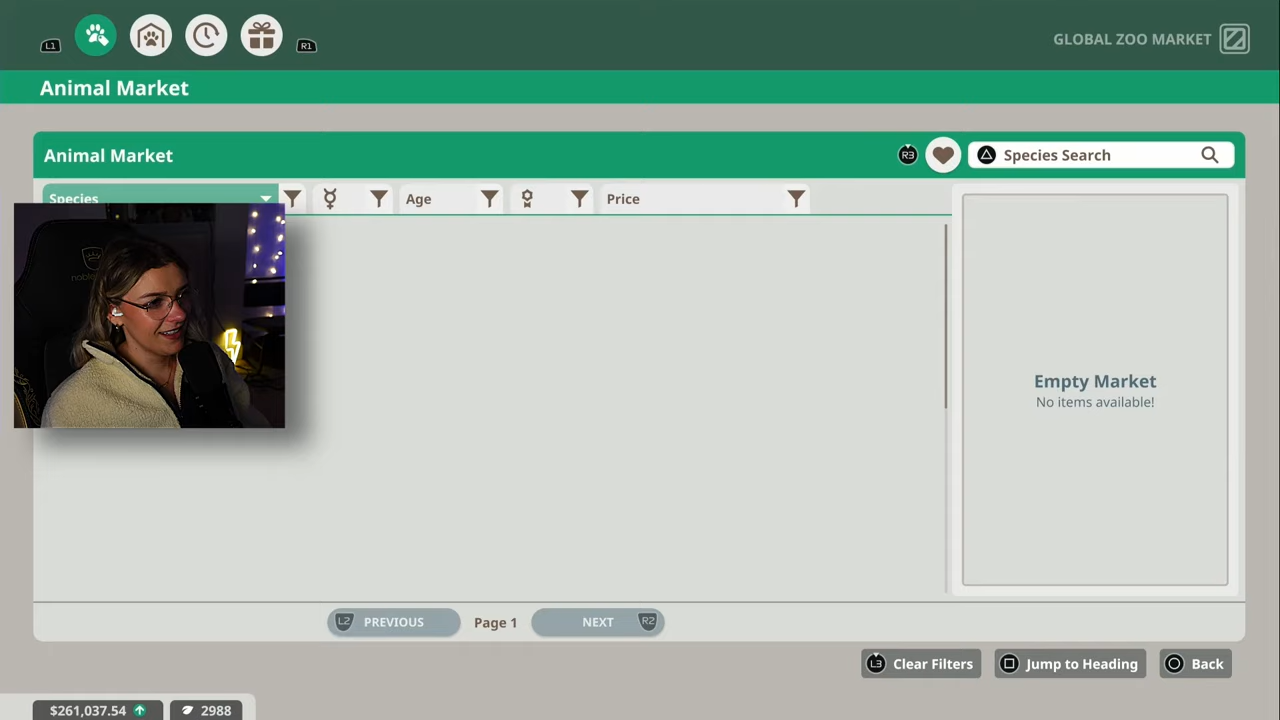 L1
R1
GLOBAL ZOO MARKET
Animal Market
Animal Market
R3
Species Search
Species
Age
Price
Empty Market
No items available!
L2 PREVIOUS
Page 1
NEXT R2
L3 Clear Filters
Jump to Heading
Back
$261,037.54
2988